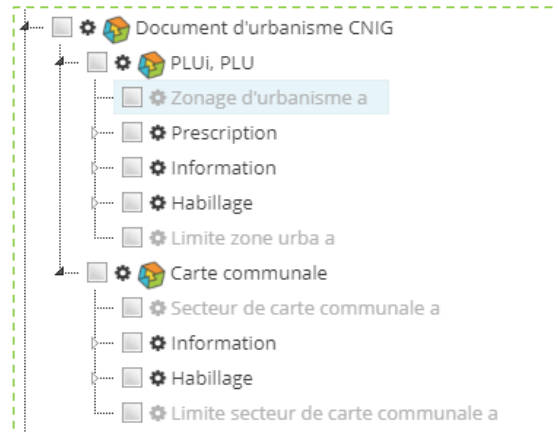 Document d'urbanisme CNIG
PLUi, PLU
Zonage d'urbanisme a
Prescription
Information
Habillage
Limite zone urba a
Carte communale
Secteur de carte communale a
Information
Habillage
Limite secteur de carte communale a